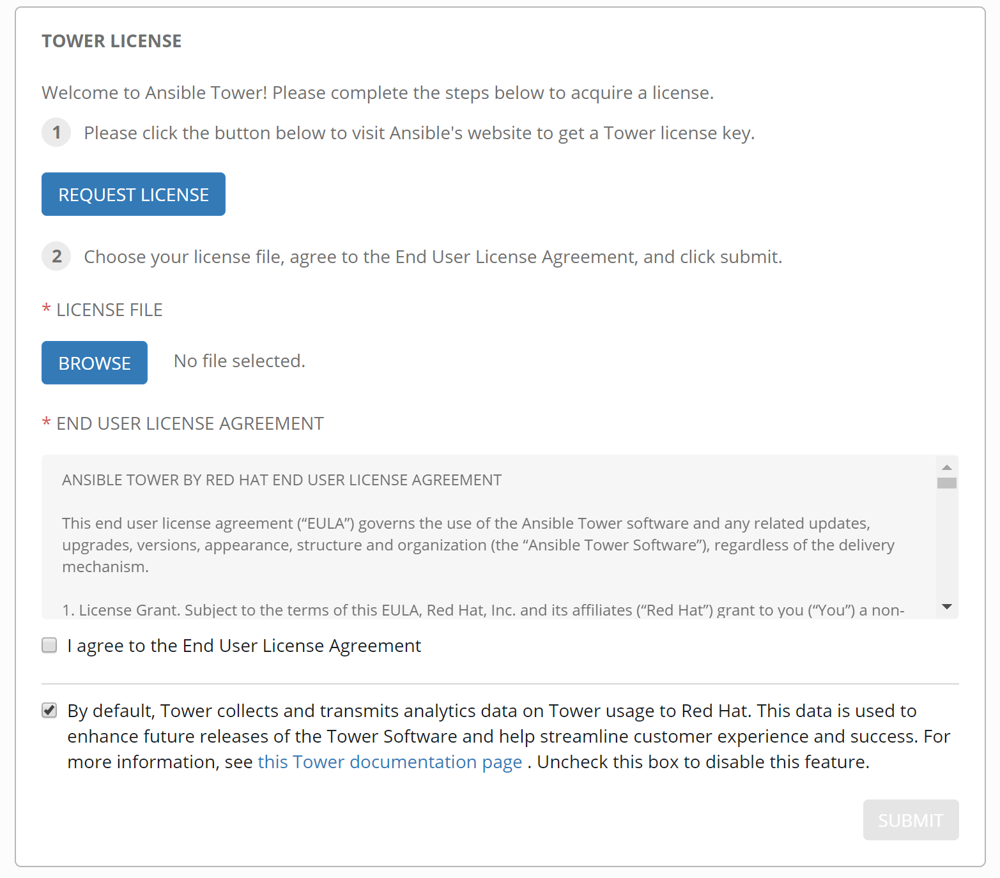 TOWER LICENSE
Welcome to Ansible Tower! Please complete the steps below to acquire a license.
1 Please click the button below to visit Ansible's website to get a Tower license key.
REQUEST LICENSE
2 Choose your license file, agree to the End User License Agreement, and click submit.
* LICENSE FILE
BROWSE No file selected.
* END USER LICENSE AGREEMENT
ANSIBLE TOWER BY RED HAT END USER LICENSE AGREEMENT
This end user license agreement (“EULA”) governs the use of the Ansible Tower software and any related updates,
upgrades, versions, appearance, structure and organization (the “Ansible Tower Software”), regardless of the delivery
mechanism.
1. License Grant. Subject to the terms of this EULA, Red Hat, Inc. and its affiliates (“Red Hat”) grant to you (“You”) a non-
I agree to the End User License Agreement
By default, Tower collects and transmits analytics data on Tower usage to Red Hat. This data is used to
enhance future releases of the Tower Software and help streamline customer experience and success. For
more information, see this Tower documentation page . Uncheck this box to disable this feature.
SUBMIT